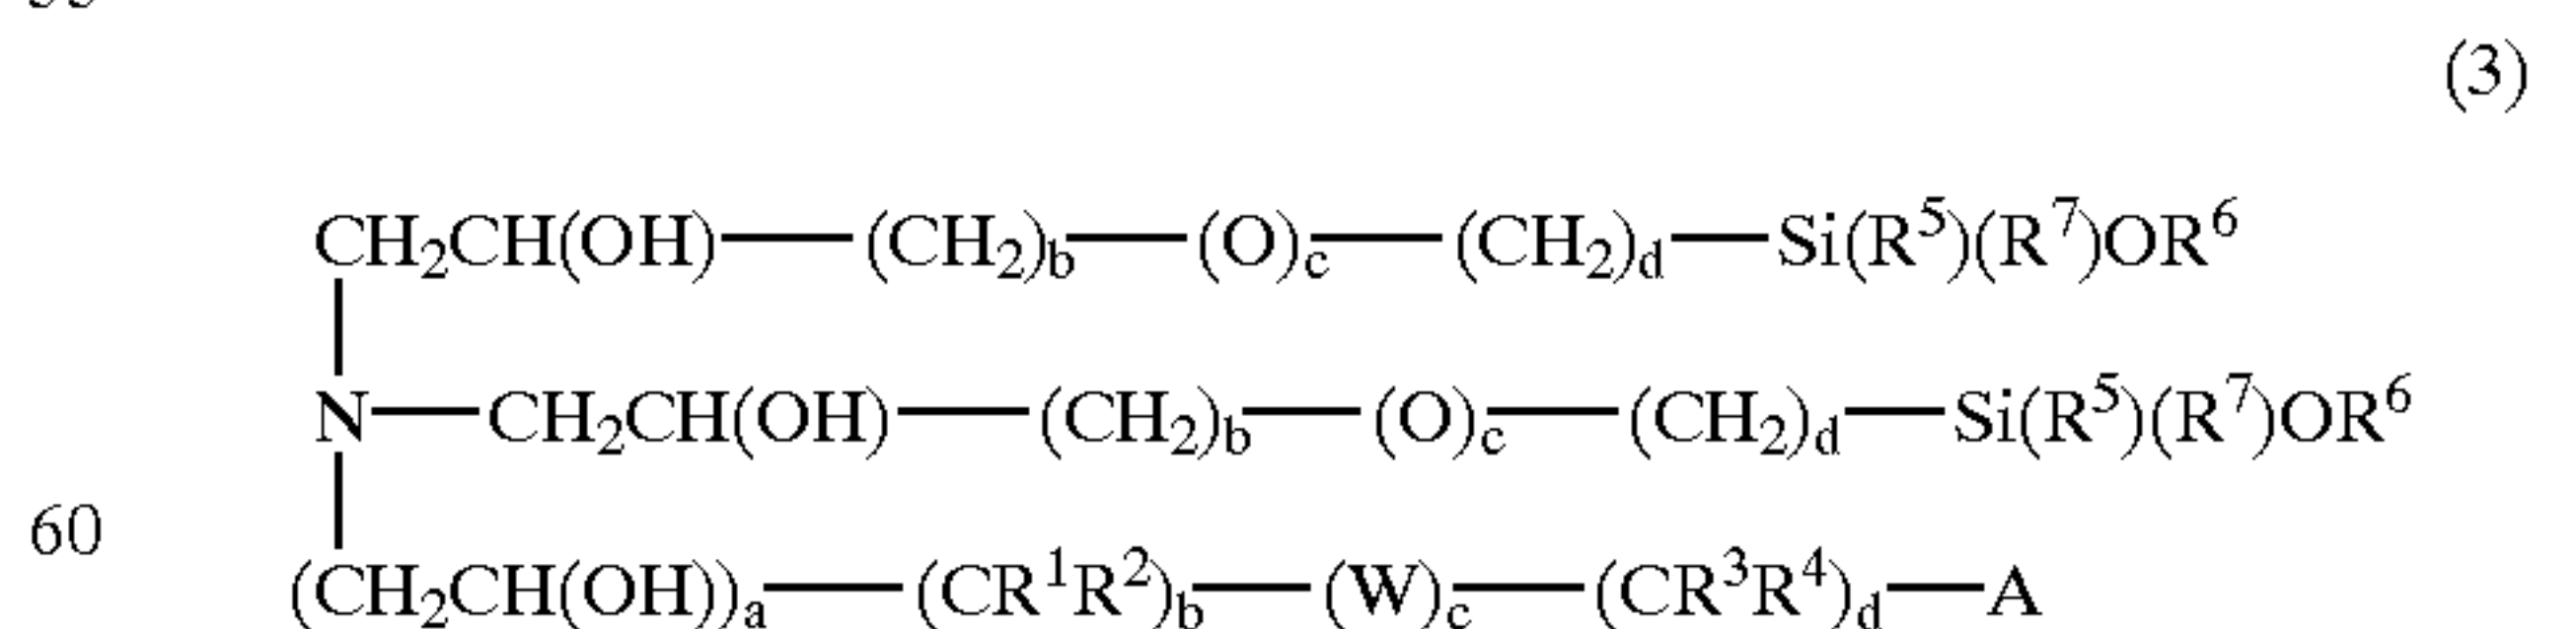 (3)
CH₂CH(OH)—(CH₂)b—(O)c—(CH₂)d—Si(R⁵)(R⁷)OR⁶
N—CH₂CH(OH)—(CH₂)b—(O)c—(CH₂)d—Si(R⁵)(R⁷)OR⁶
60
(CH₂CH(OH))a—(CR¹R²)b—(W)c—(CR³R⁴)d—A